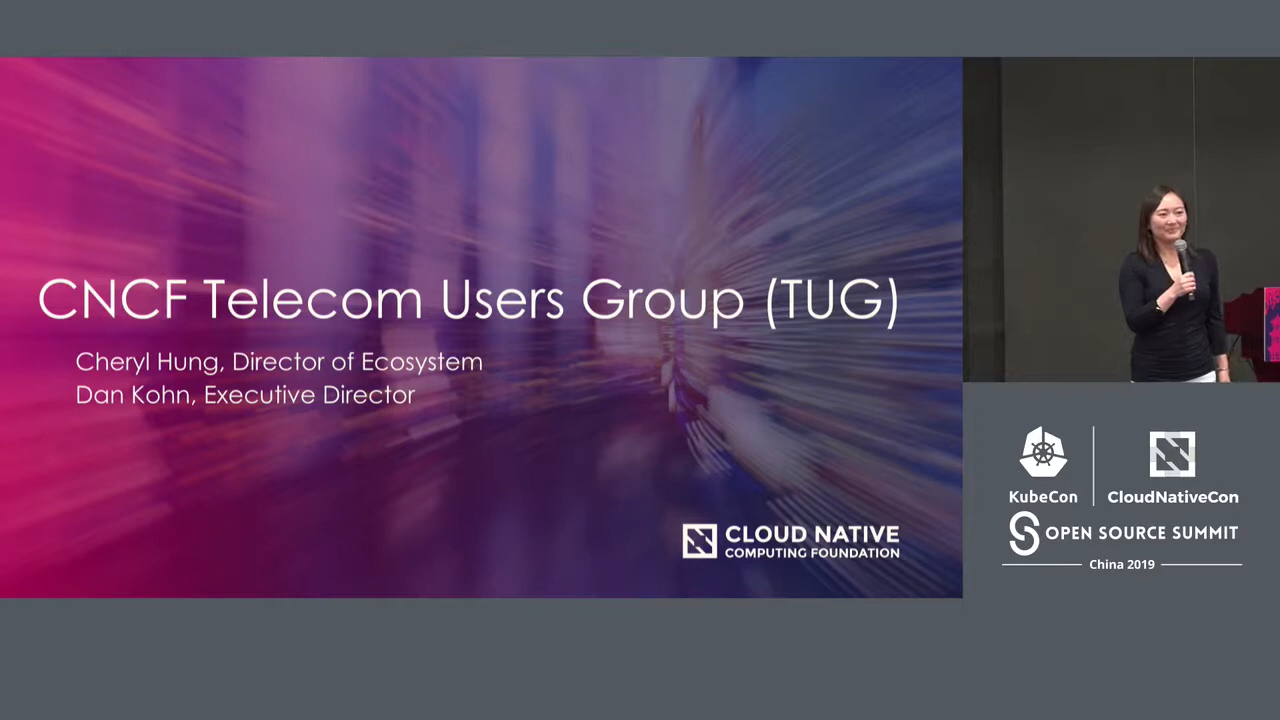 CNCF Telecom Users Group (TUG)
Cheryl Hung, Director of Ecosystem
Dan Kohn, Executive Director
CLOUD NATIVE
COMPUTING FOUNDATION
KubeCon
CloudNativeCon
OPEN SOURCE SUMMIT
China 2019